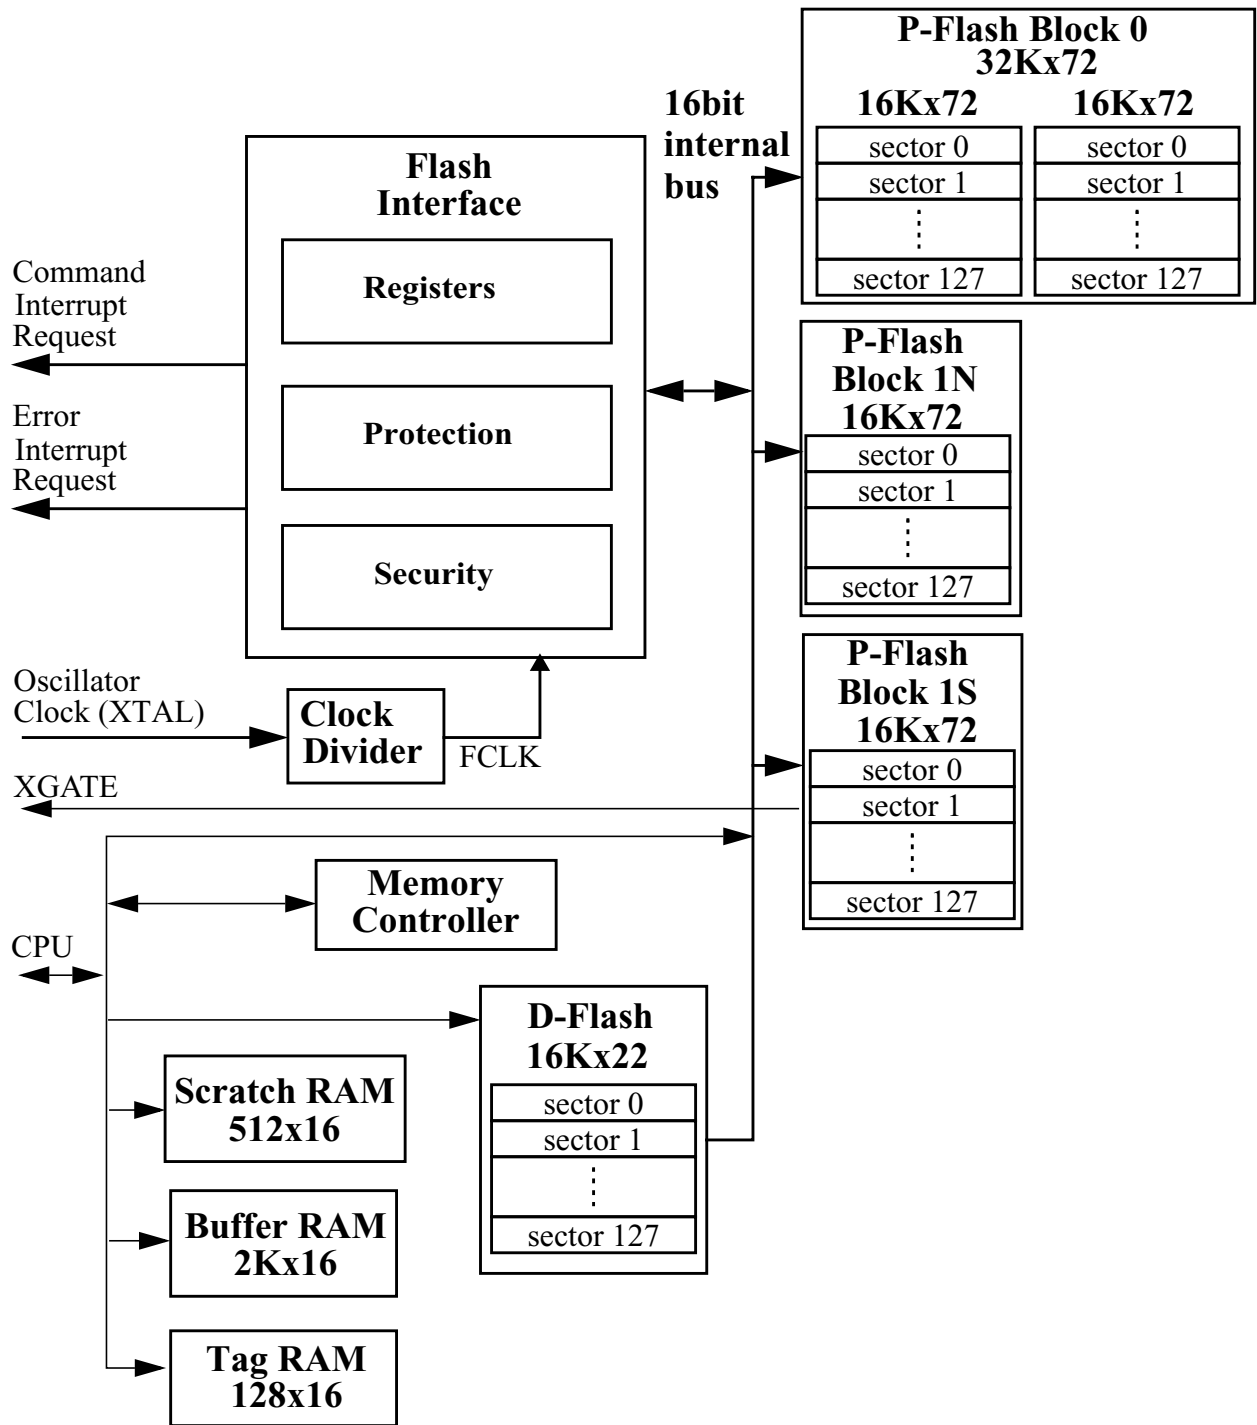 P-Flash Block 0
32Kx72
16Kx72
16Kx72
sector 0
sector 1
sector 127
sector 0
sector 1
sector 127
16bit
internal
bus
Flash
Interface
Registers
Protection
Security
Command
Interrupt
Request
Error
Interrupt
Request
P-Flash
Block 1N
16Kx72
sector 0
sector 1
sector 127
P-Flash
Block 1S
16Kx72
sector 0
sector 1
sector 127
Oscillator
Clock (XTAL)
Clock
Divider
FCLK
XGATE
Memory
Controller
CPU
D-Flash
16Kx22
sector 0
sector 1
sector 127
Scratch RAM
512x16
Buffer RAM
2Kx16
Tag RAM
128x16